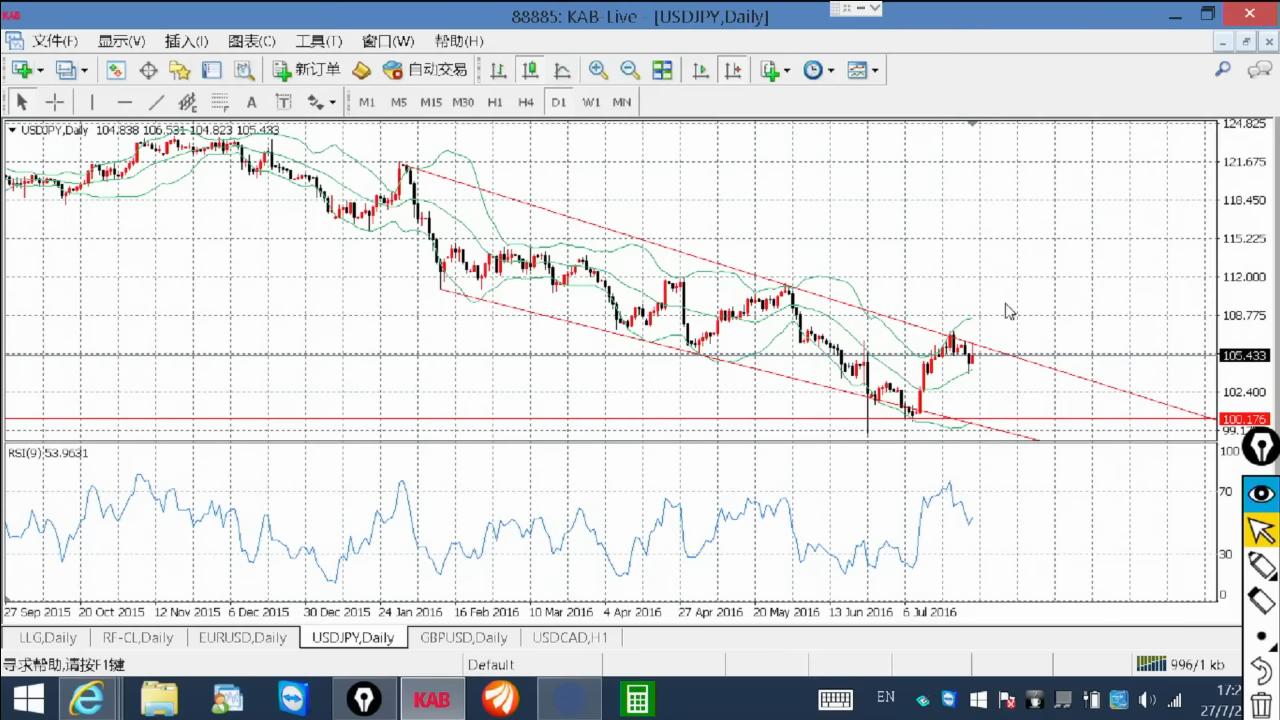 KAB 88885: KAB-Live - [USDJPY,Daily]
文件(F) 显示(V) 插入(I) 图表(C) 工具(T) 窗口(W) 帮助(H)
新订单 自动交易
A T M1 M5 M15 M30 H1 H4 D1 W1 MN
USDJPY,Daily 104.838 106.531 104.823 105.433
124.825
121.675
118.450
115.225
112.000
108.775
105.433
102.400
100.176
RSI(9) 53.9631
100
70
30
0
27 Sep 2015 20 Oct 2015 12 Nov 2015 6 Dec 2015 30 Dec 2015 24 Jan 2016 16 Feb 2016 10 Mar 2016 4 Apr 2016 27 Apr 2016 20 May 2016 13 Jun 2016 6 Jul 2016
LLG,Daily RF-CL,Daily EURUSD,Daily USDJPY,Daily GBPUSD,Daily USDCAD,H1
寻求帮助,请按F1键 Default 996/1 kb
KAB EN 17:2
27/7/2